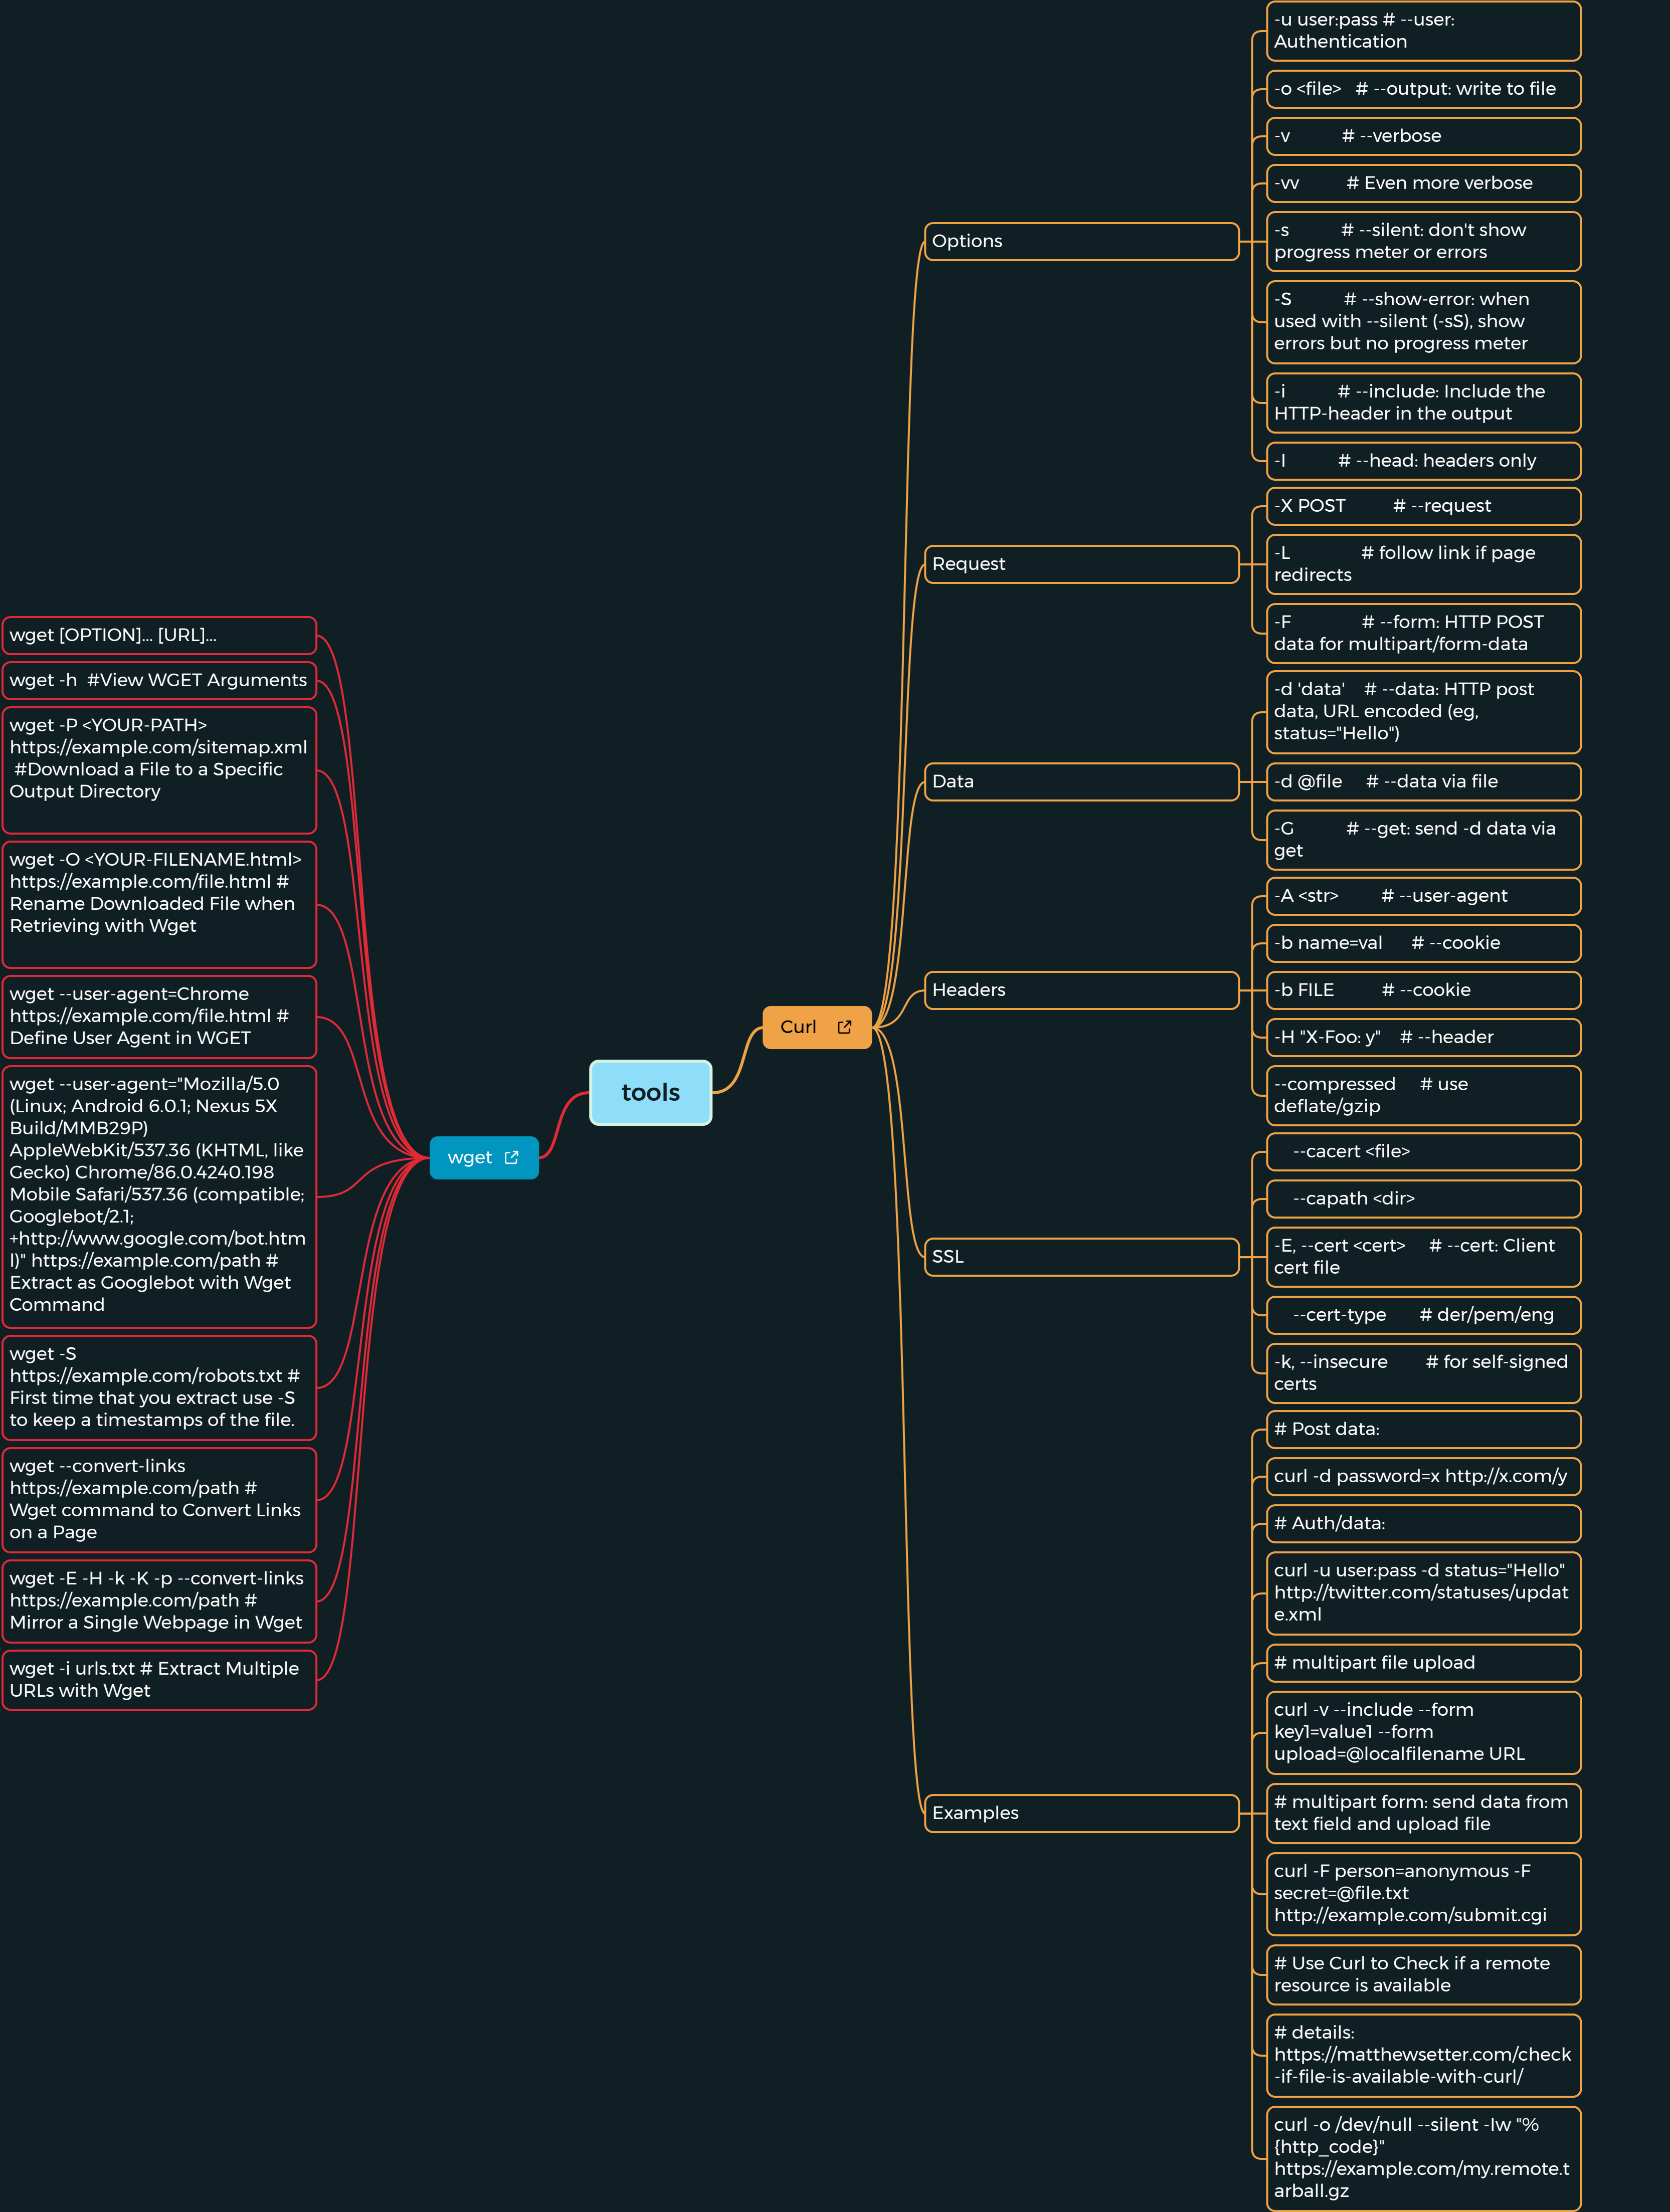 tools
wget
wget [OPTION]... [URL]...
wget -h  #View WGET Arguments
wget -P <YOUR-PATH>
https://example.com/sitemap.xml
#Download a File to a Specific
Output Directory
wget -O <YOUR-FILENAME.html>
https://example.com/file.html #
Rename Downloaded File when
Retrieving with Wget
wget --user-agent=Chrome
https://example.com/file.html #
Define User Agent in WGET
wget --user-agent="Mozilla/5.0
(Linux; Android 6.0.1; Nexus 5X
Build/MMB29P)
AppleWebKit/537.36 (KHTML, like
Gecko) Chrome/86.0.4240.198
Mobile Safari/537.36 (compatible;
Googlebot/2.1;
+http://www.google.com/bot.htm
l)" https://example.com/path #
Extract as Googlebot with Wget
Command
wget -S
https://example.com/robots.txt #
First time that you extract use -S
to keep a timestamps of the file.
wget --convert-links
https://example.com/path #
Wget command to Convert Links
on a Page
wget -E -H -k -K -p --convert-links
https://example.com/path #
Mirror a Single Webpage in Wget
wget -i urls.txt # Extract Multiple
URLs with Wget
Curl
Options
-u user:pass # --user:
Authentication
-o <file>   # --output: write to file
-v           # --verbose
-vv          # Even more verbose
-s           # --silent: don't show
progress meter or errors
-S           # --show-error: when
used with --silent (-sS), show
errors but no progress meter
-i           # --include: Include the
HTTP-header in the output
-I           # --head: headers only
Request
-X POST          # --request
-L               # follow link if page
redirects
-F               # --form: HTTP POST
data for multipart/form-data
Data
-d 'data'    # --data: HTTP post
data, URL encoded (eg,
status="Hello")
-d @file     # --data via file
-G           # --get: send -d data via
get
Headers
-A <str>         # --user-agent
-b name=val      # --cookie
-b FILE          # --cookie
-H "X-Foo: y"    # --header
--compressed     # use
deflate/gzip
SSL
--cacert <file>
--capath <dir>
-E, --cert <cert>     # --cert: Client
cert file
--cert-type       # der/pem/eng
-k, --insecure        # for self-signed
certs
Examples
# Post data:
curl -d password=x http://x.com/y
# Auth/data:
curl -u user:pass -d status="Hello"
http://twitter.com/statuses/updat
e.xml
# multipart file upload
curl -v --include --form
key1=value1 --form
upload=@localfilename URL
# multipart form: send data from
text field and upload file
curl -F person=anonymous -F
secret=@file.txt
http://example.com/submit.cgi
# Use Curl to Check if a remote
resource is available
# details:
https://matthewsetter.com/check
-if-file-is-available-with-curl/
curl -o /dev/null --silent -Iw "%
{http_code}"
https://example.com/my.remote.t
arball.gz